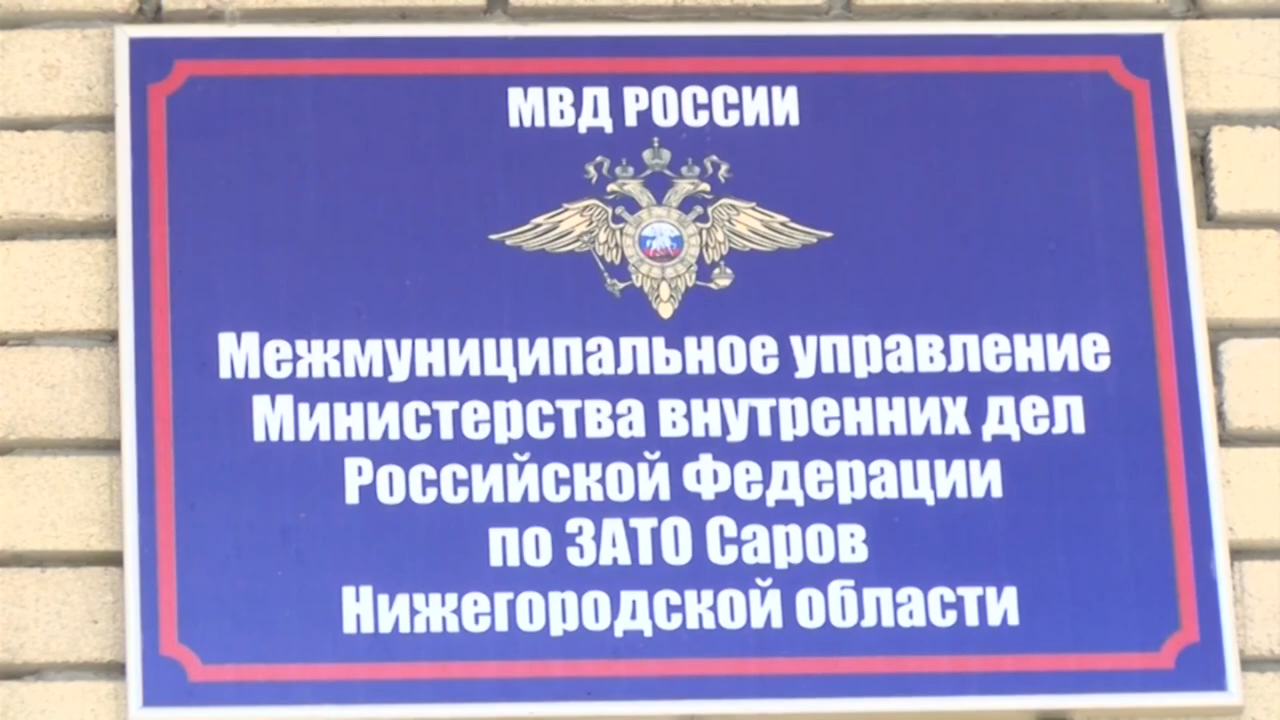 МВД РОССИИ
Межмуниципальное управление
Министерства внутренних дел
Российской Федерации
по ЗАТО Саров
Нижегородской области